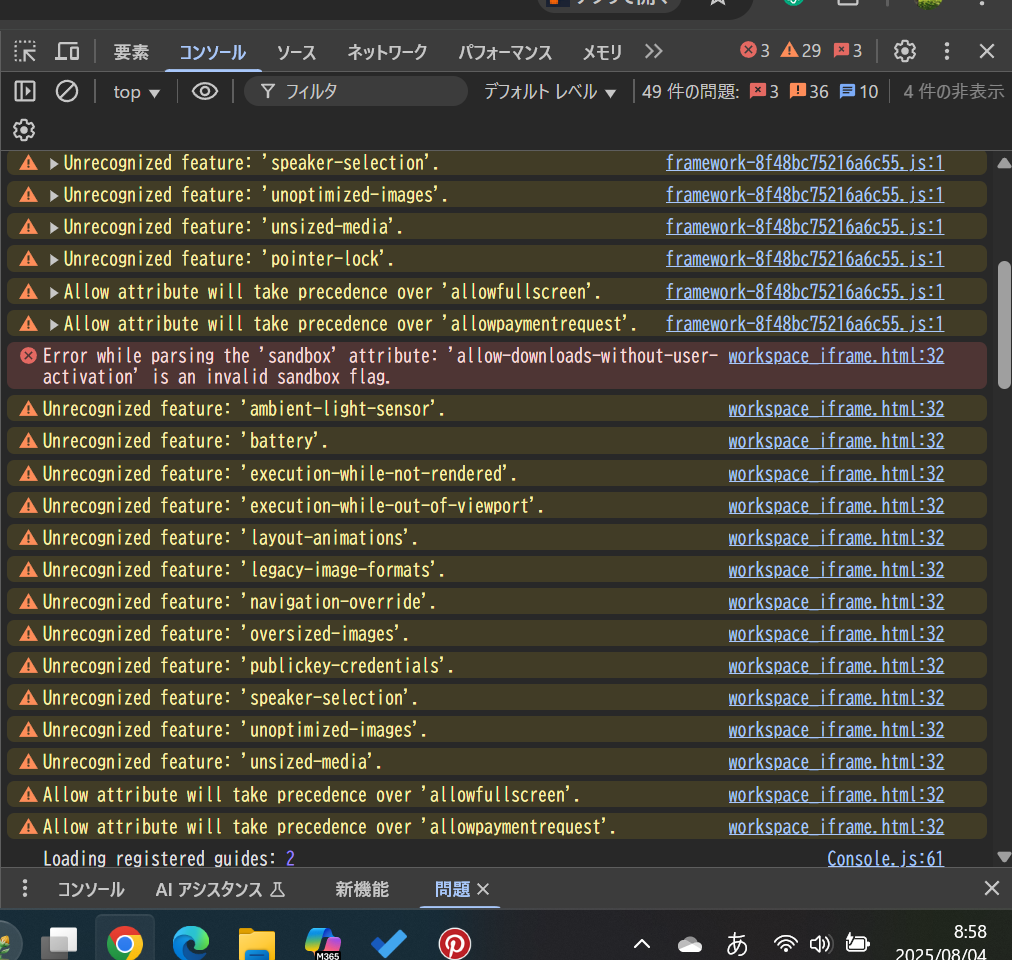 要素 コンソール ソース ネットワーク パフォーマンス メモリ 3 29 3
top フィルタ デフォルト レベル 49 件の問題: 3 36 10 4 件の非表示
Unrecognized feature: 'speaker-selection'. framework-8f48bc75216a6c55.js:1
Unrecognized feature: 'unoptimized-images'. framework-8f48bc75216a6c55.js:1
Unrecognized feature: 'unsized-media'. framework-8f48bc75216a6c55.js:1
Unrecognized feature: 'pointer-lock'. framework-8f48bc75216a6c55.js:1
Allow attribute will take precedence over 'allowfullscreen'. framework-8f48bc75216a6c55.js:1
Allow attribute will take precedence over 'allowpaymentrequest'. framework-8f48bc75216a6c55.js:1
Error while parsing the 'sandbox' attribute: 'allow-downloads-without-user- workspace_iframe.html:32
activation' is an invalid sandbox flag.
Unrecognized feature: 'ambient-light-sensor'. workspace_iframe.html:32
Unrecognized feature: 'battery'. workspace_iframe.html:32
Unrecognized feature: 'execution-while-not-rendered'. workspace_iframe.html:32
Unrecognized feature: 'execution-while-out-of-viewport'. workspace_iframe.html:32
Unrecognized feature: 'layout-animations'. workspace_iframe.html:32
Unrecognized feature: 'legacy-image-formats'. workspace_iframe.html:32
Unrecognized feature: 'navigation-override'. workspace_iframe.html:32
Unrecognized feature: 'oversized-images'. workspace_iframe.html:32
Unrecognized feature: 'publickey-credentials'. workspace_iframe.html:32
Unrecognized feature: 'speaker-selection'. workspace_iframe.html:32
Unrecognized feature: 'unoptimized-images'. workspace_iframe.html:32
Unrecognized feature: 'unsized-media'. workspace_iframe.html:32
Allow attribute will take precedence over 'allowfullscreen'. workspace_iframe.html:32
Allow attribute will take precedence over 'allowpaymentrequest'. workspace_iframe.html:32
Loading registered guides: 2 Console.js:61
コンソール AI アシスタンス 新機能 問題
M365 あ 8:58
2025/08/04